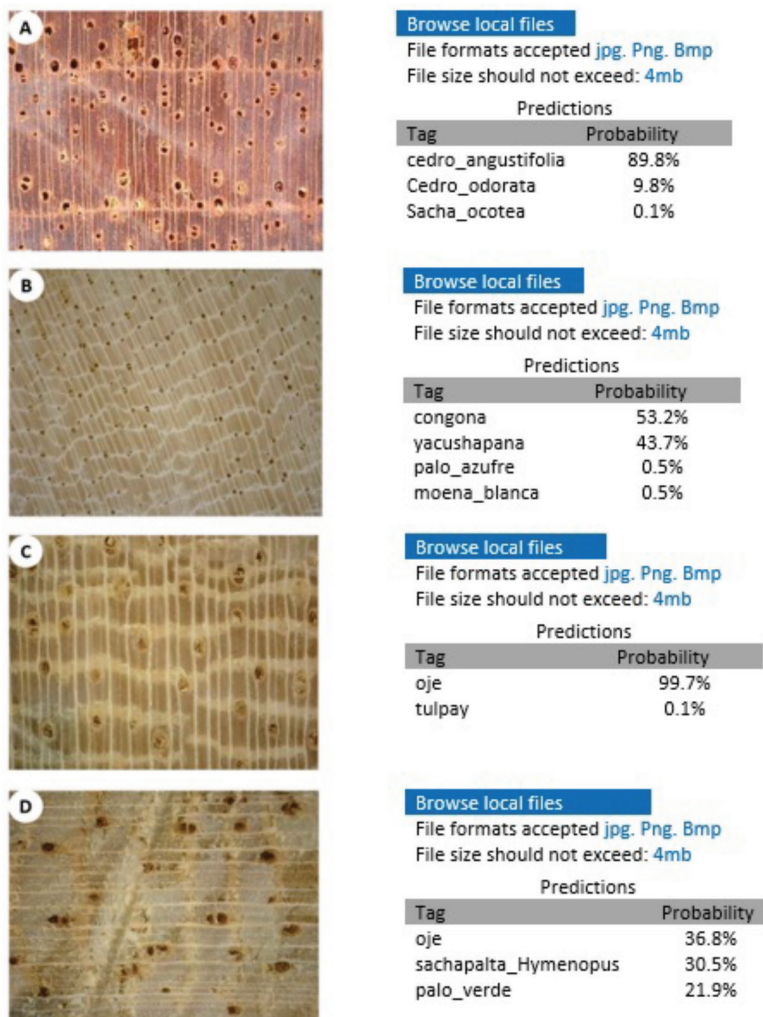 A
Browse local files
File formats accepted jpg. Png. Bmp
File size should not exceed: 4mb
Predictions
Tag Probability
cedro_angustifolia 89.8%
Cedro_odorata 9.8%
Sacha_ocotea 0.1%
B
Browse local files
File formats accepted jpg. Png. Bmp
File size should not exceed: 4mb
Predictions
Tag Probability
congona 53.2%
yacushapana 43.7%
palo_azufre 0.5%
moena_blanca 0.5%
C
Browse local files
File formats accepted jpg. Png. Bmp
File size should not exceed: 4mb
Predictions
Tag Probability
oje 99.7%
tulpay 0.1%
D
Browse local files
File formats accepted jpg. Png. Bmp
File size should not exceed: 4mb
Predictions
Tag Probability
oje 36.8%
sachapalta_Hymenopus 30.5%
palo_verde 21.9%